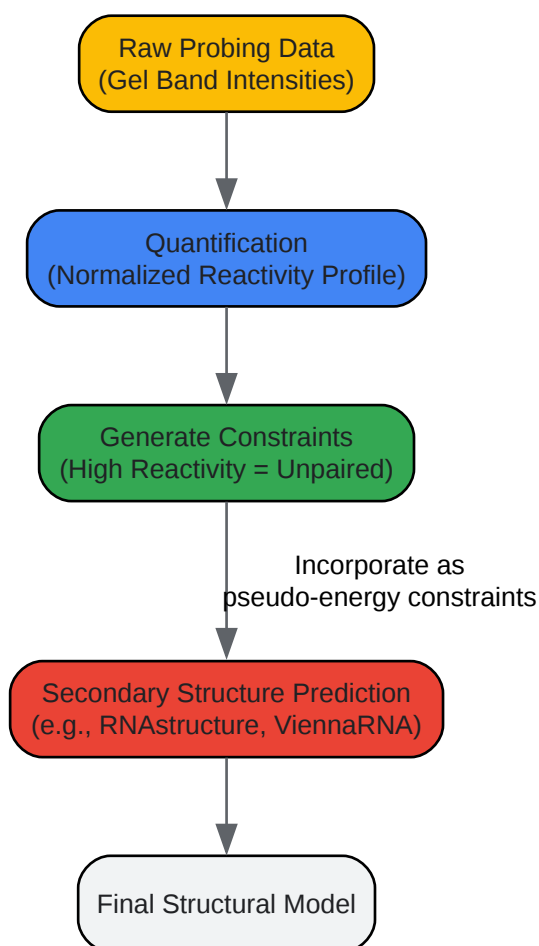 Raw Probing Data
(Gel Band Intensities)
Quantification
(Normalized Reactivity Profile)
Generate Constraints
(High Reactivity = Unpaired)
Incorporate as
pseudo-energy constraints
Secondary Structure Prediction
(e.g., RNAstructure, ViennaRNA)
Final Structural Model